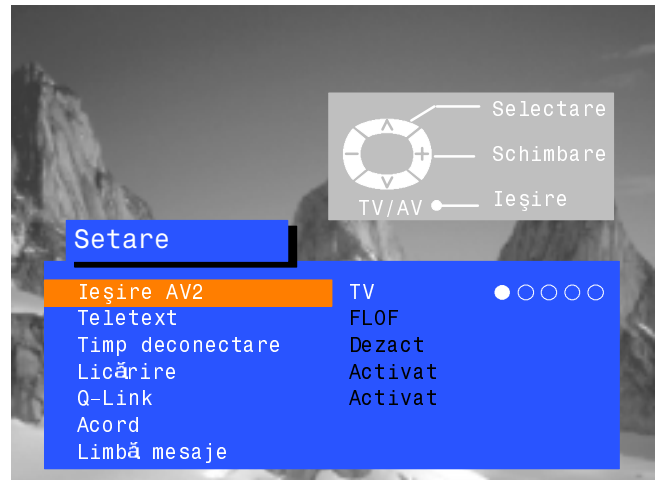 Selectare
Schimbare
TV/AV Ieşire
Setare
Ieşire AV2 TV
Teletext FLOF
Timp deconectare Dezact
Licărire Activat
Q-Link Activat
Acord
Limbă mesaje